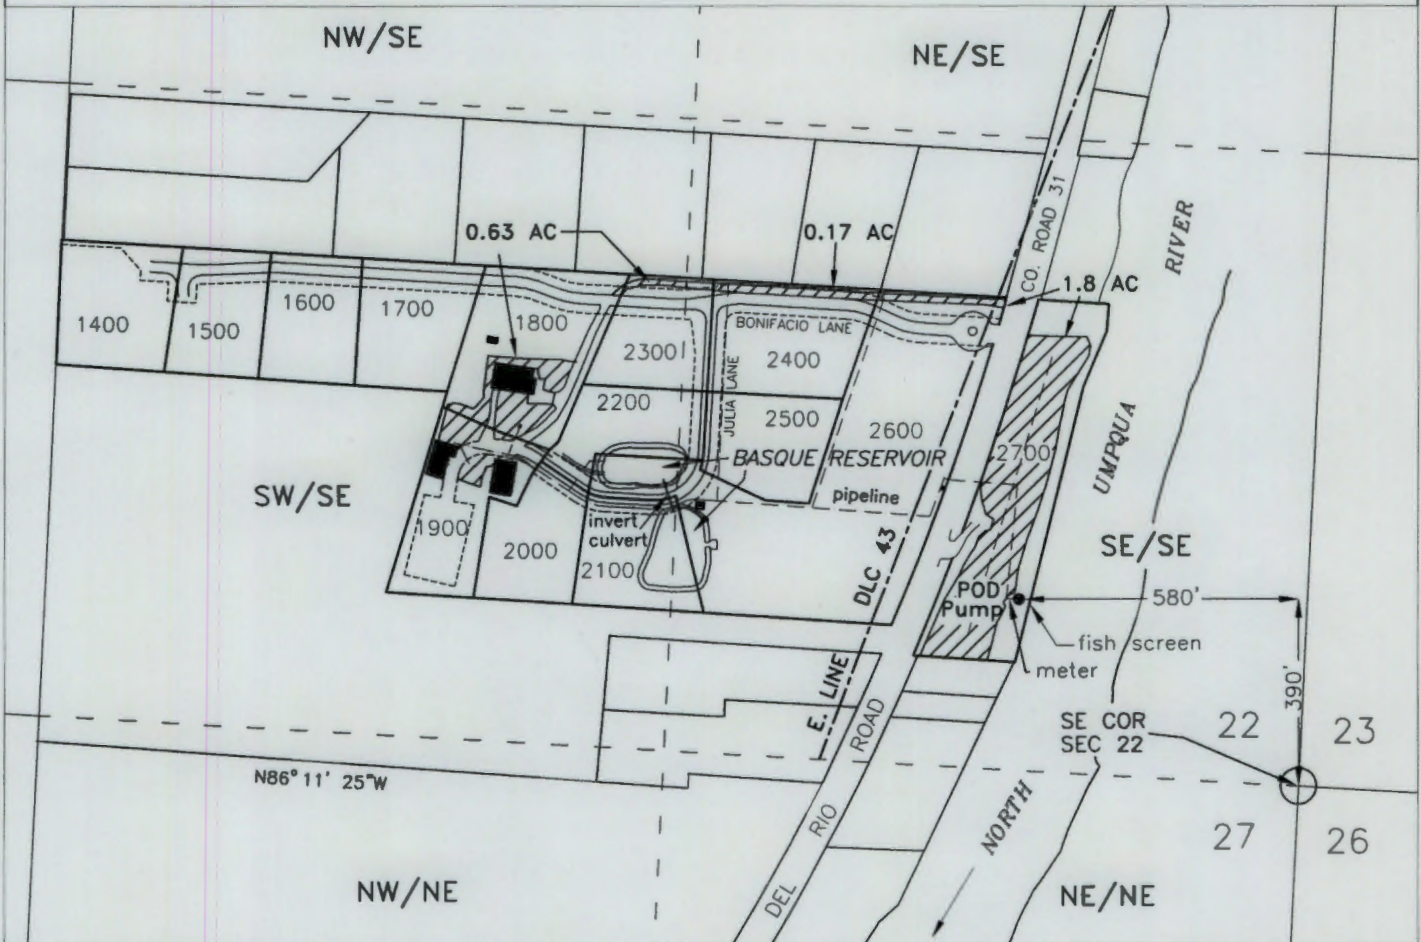 NW/SE
NE/SE
CO. ROAD 31
RIVER
0.63 AC
0.17 AC
1.8 AC
1400
1500
1600
1700
1800
2300
BONIFACIO LANE
2400
JULIA LANE
2200
2500
2600
2700
UMPQUA
BASQUE RESERVOIR
SW/SE
pipeline
1900
invert
culvert
2000
2100
DLC 43
SE/SE
POD
Pump
580'
fish screen
meter
E. LINE
390'
SE COR
SEC 22
22
23
ROAD
N86° 11' 25"W
RIO
NORTH
27
26
NW/NE
DEL
NE/NE